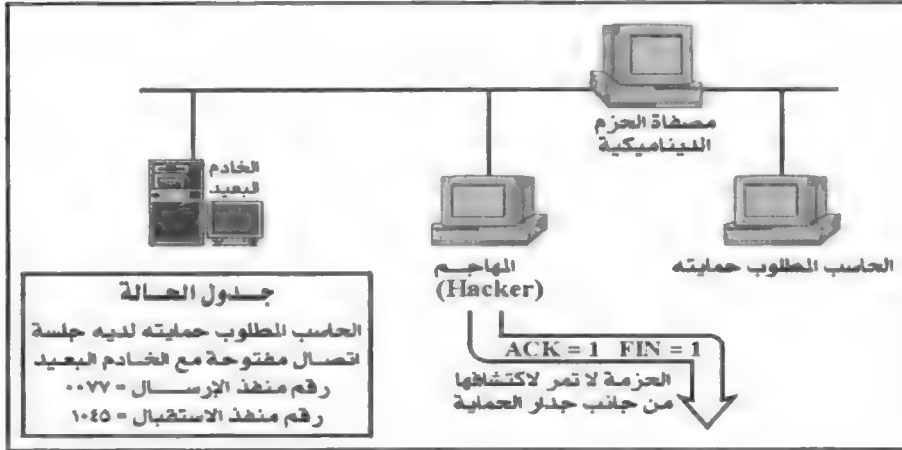 مصفاة الحزم
الديناميكية
الخادم
البعيد
المهاجم
(Hacker)
الحاسب المطلوب حمايته
جدول الحالة
الحاسب المطلوب حمايته لديه جلسة
اتصال مفتوحة مع الخادم البعيد
رقم منفذ الإرسال = ٠٠٧٧
رقم منفذ الاستقبال = ١٠٤٥
ACK = 1 FIN = 1
الحزمة لا تمر لاكتشافها
من جانب جدار الحماية